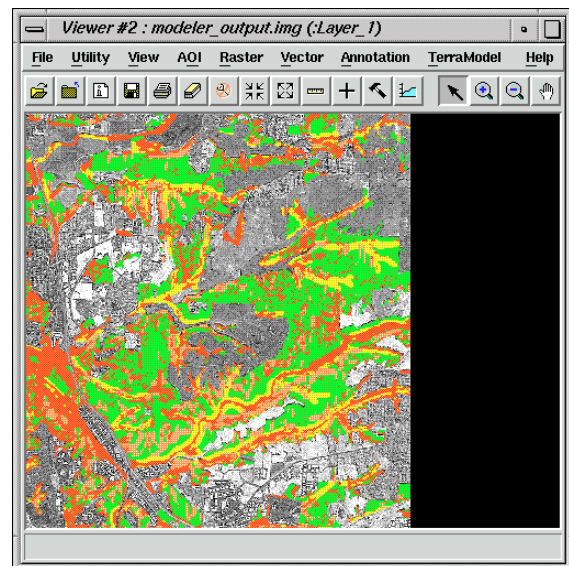 Viewer #2 : modeler_output.img (:Layer_1)
File Utility View AOI Raster Vector Annotation TerraModel Help